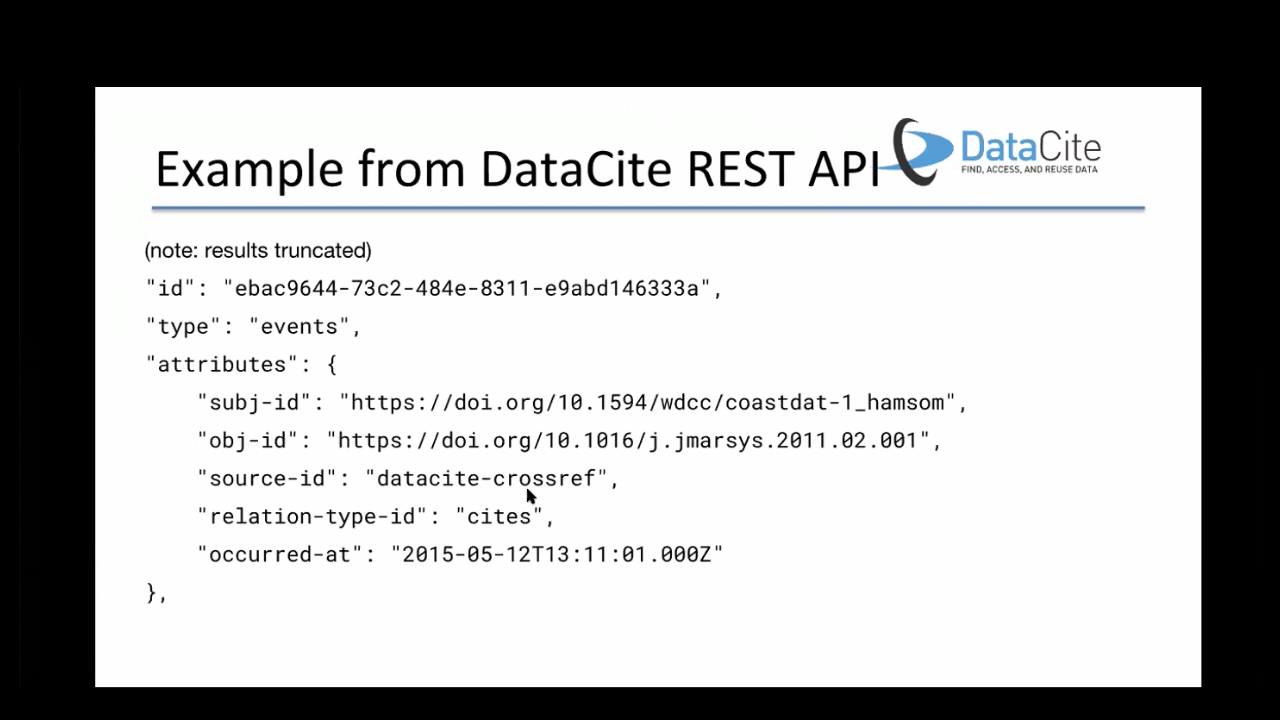 Example from DataCite REST API
DataCite
FIND, ACCESS, AND REUSE DATA
(note: results truncated)
"id": "ebac9644-73c2-484e-8311-e9abd146333a",
"type": "events",
"attributes": {
    "subj-id": "https://doi.org/10.1594/wdcc/coastdat-1_hamsom",
    "obj-id": "https://doi.org/10.1016/j.jmarsys.2011.02.001",
    "source-id": "datacite-crossref",
    "relation-type-id": "cites",
    "occurred-at": "2015-05-12T13:11:01.000Z"
},